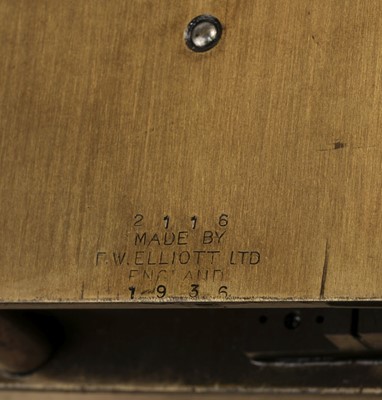 2116
MADE BY
F.W.ELLIOTT LTD
ENGLAND
1936